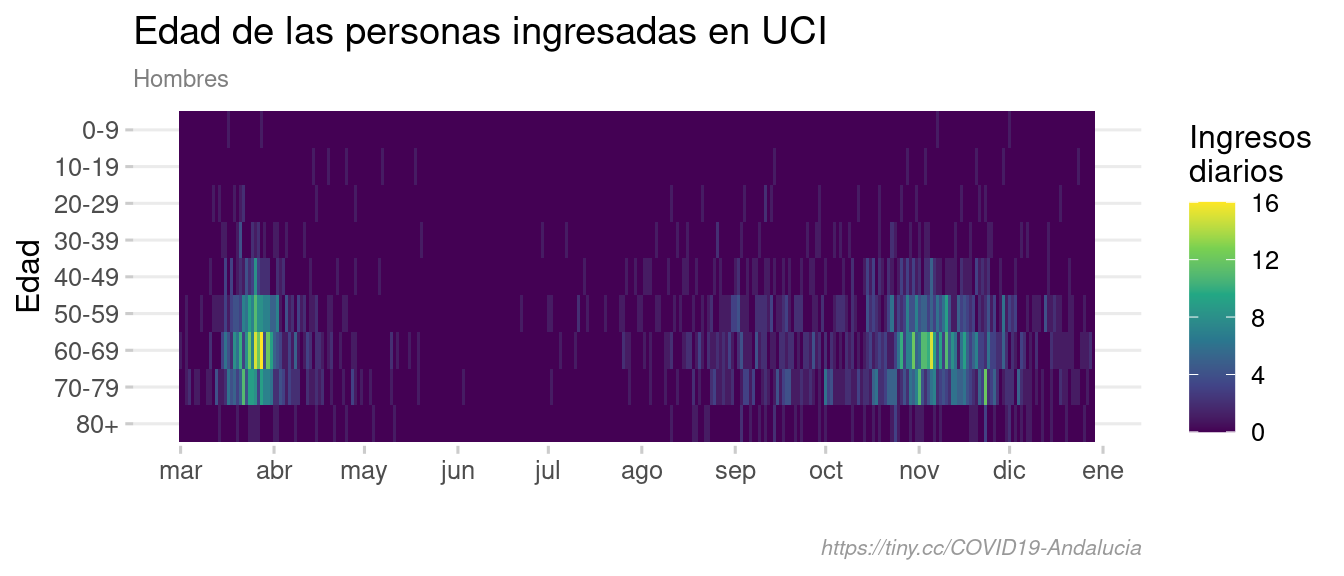 Edad de las personas ingresadas en UCI
Hombres
Edad
0-9
10-19
20-29
30-39
40-49
50-59
60-69
70-79
80+
mar abr may jun jul ago sep oct nov dic ene
Ingresos
diarios
16
12
8
4
0
https://tiny.cc/COVID19-Andalucia